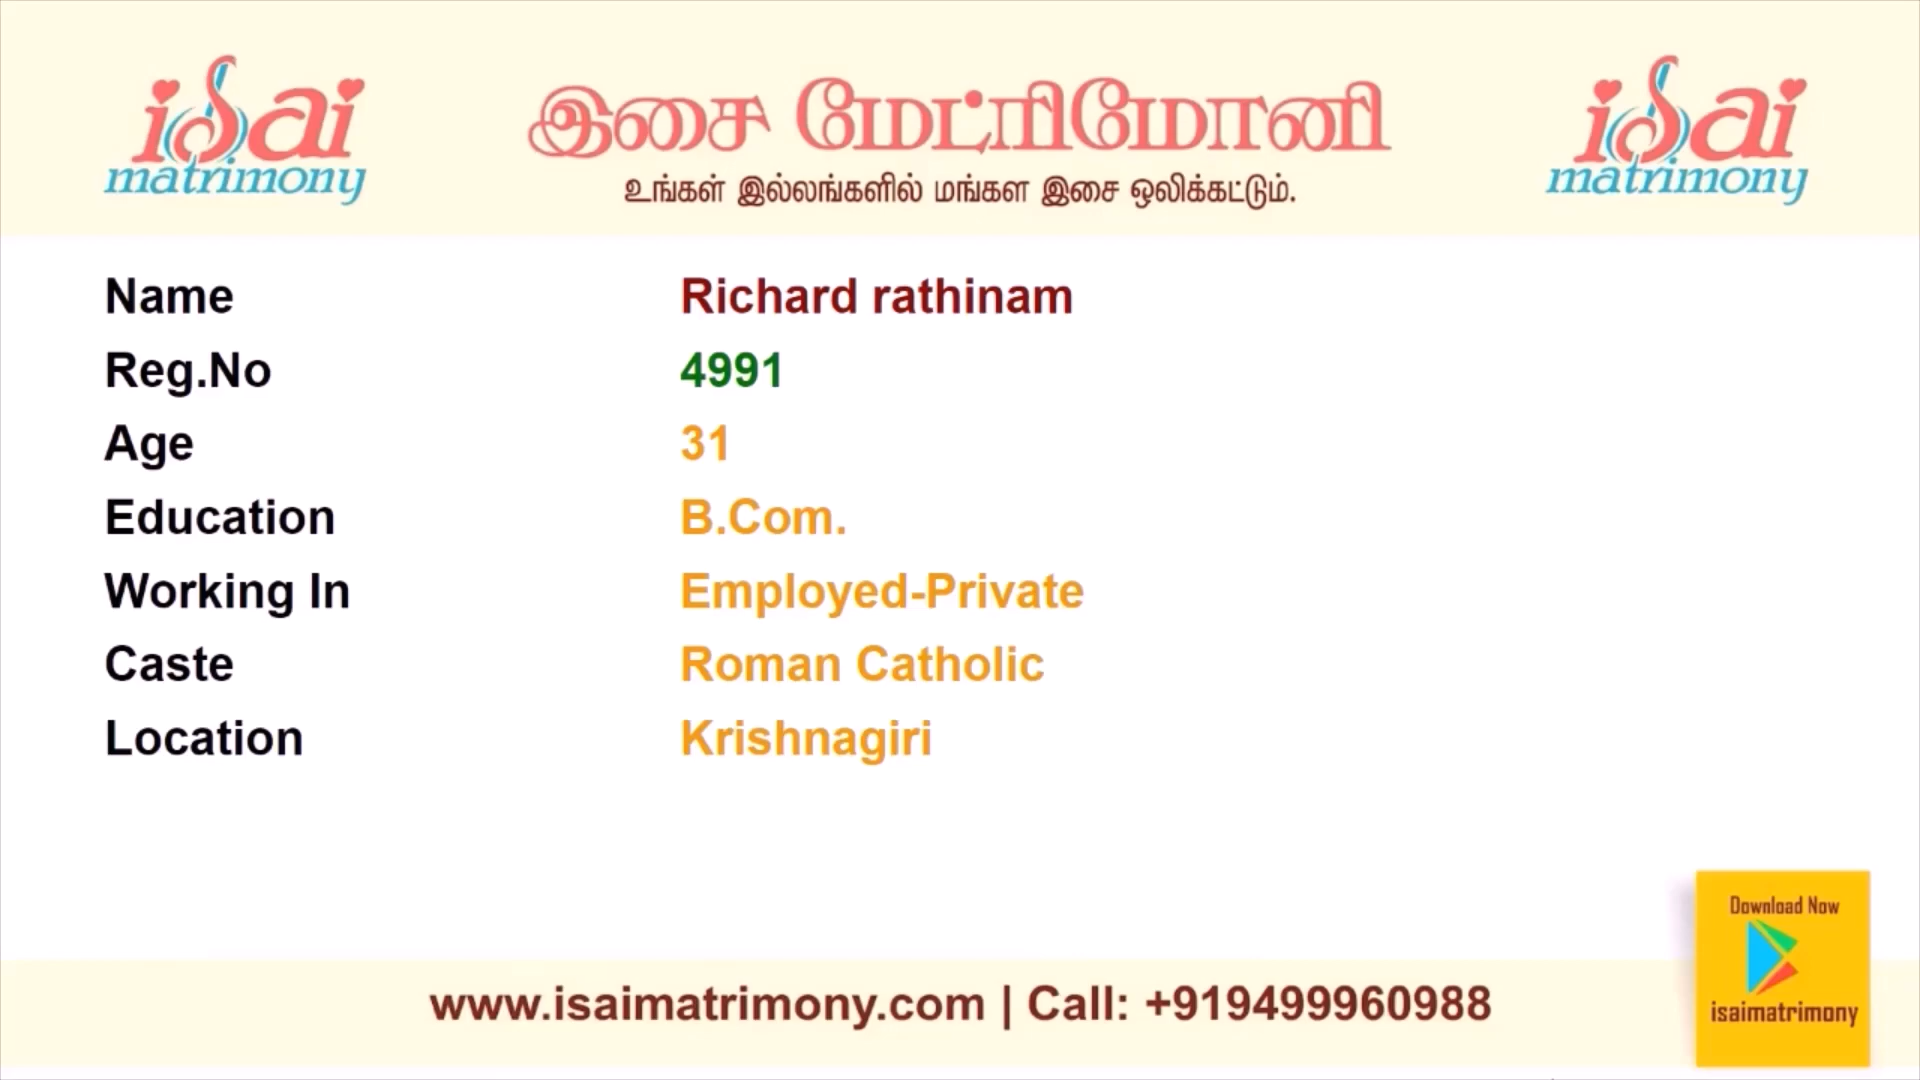 isai matrimony
இசை மேட்ரிமோனி
உங்கள் இல்லங்களில் மங்கள இசை ஒலிக்கட்டும்.
isai matrimony
Name Richard rathinam
Reg.No 4991
Age 31
Education B.Com.
Working In Employed-Private
Caste Roman Catholic
Location Krishnagiri
Download Now
isaimatrimony
www.isaimatrimony.com | Call: +919499960988